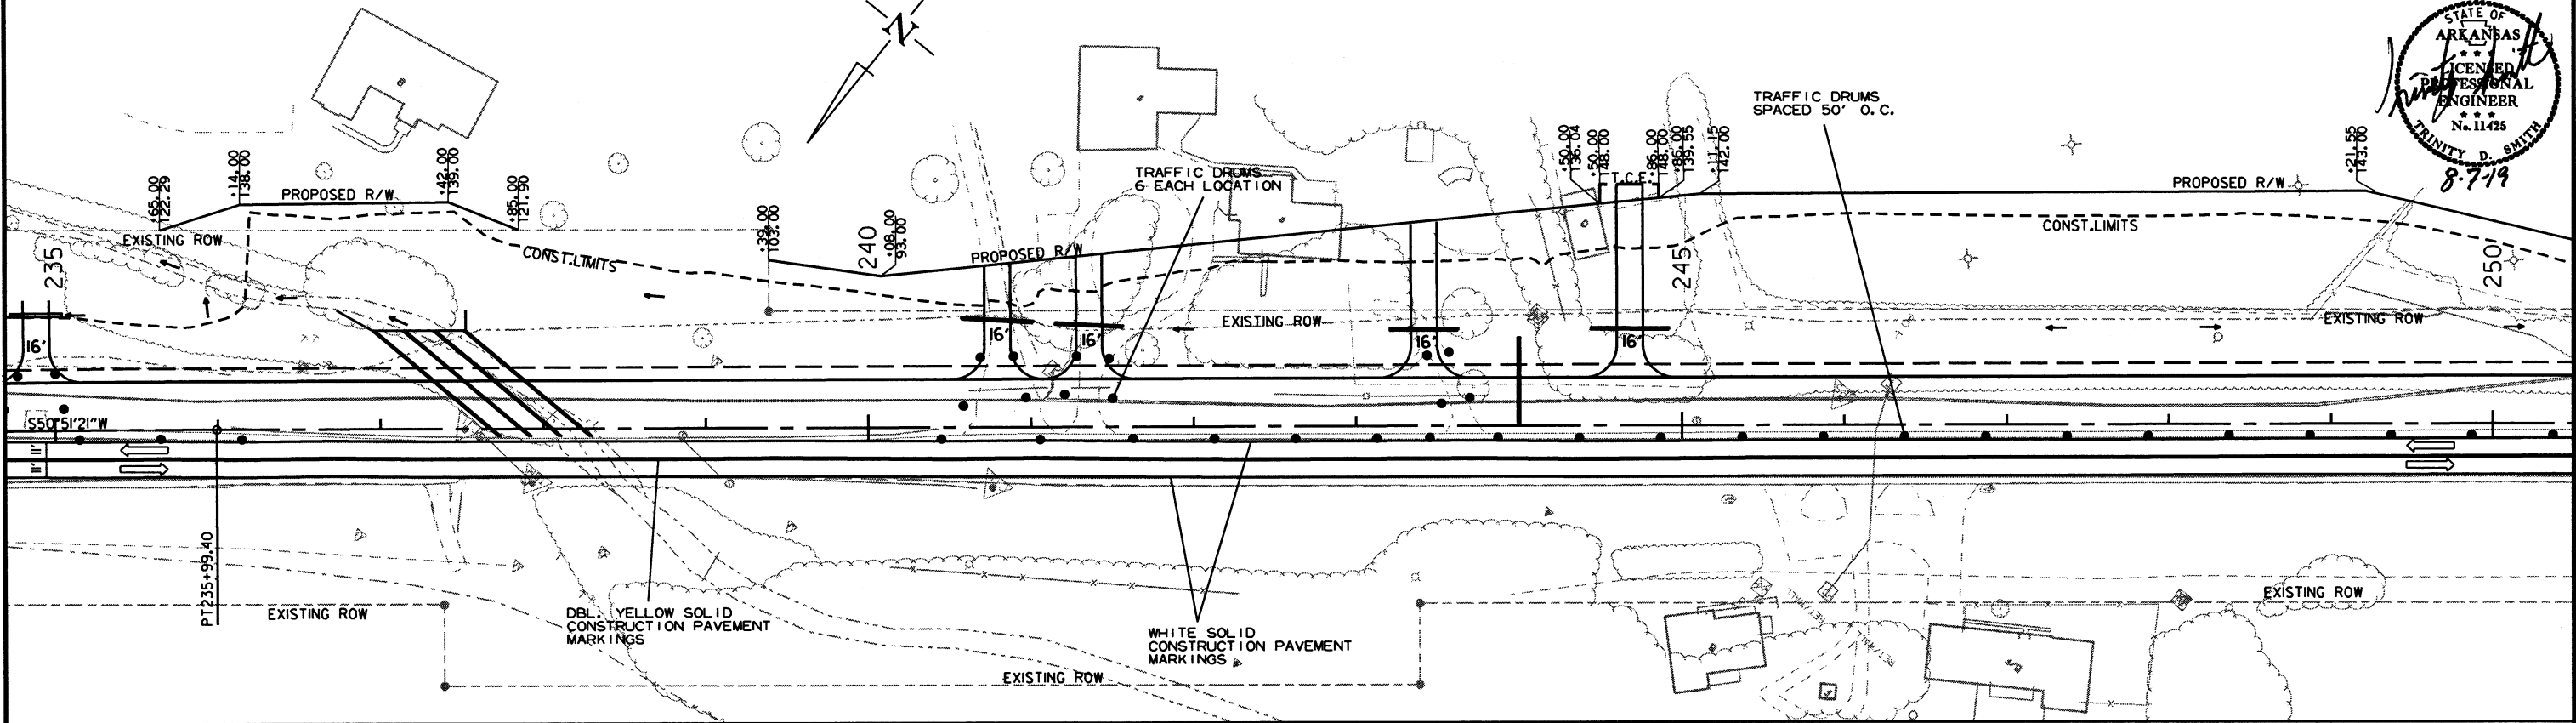 N
STATE OF
ARKANSAS
LICENSED
PROFESSIONAL
ENGINEER
No. 11425
TRINITY D. SMITH
8-7-19
TRAFFIC DRUMS
SPACED 50' O.C.
TRAFFIC DRUMS
6 EACH LOCATION
+65.00
122.29
+14.00
138.00
PROPOSED R/W
+42.00
139.00
+85.00
121.90
+39.00
103.00
240
+08.00
93.00
PROPOSED R/W
+50.00
136.04
+50.00
148.00
T.C.E.
+86.00
148.00
+86.00
139.55
+11.15
142.00
PROPOSED R/W
+21.55
143.00
EXISTING ROW
235
CONST.LIMITS
245
CONST.LIMITS
250
16'
16'
16'
EXISTING ROW
16'
16'
EXISTING ROW
S50°51'21"W
11' 11'
PT235+99.40
EXISTING ROW
DBL. YELLOW SOLID
CONSTRUCTION PAVEMENT
MARKINGS
WHITE SOLID
CONSTRUCTION PAVEMENT
MARKINGS
EXISTING ROW
RET.WALL
RET.WALL
EXISTING ROW